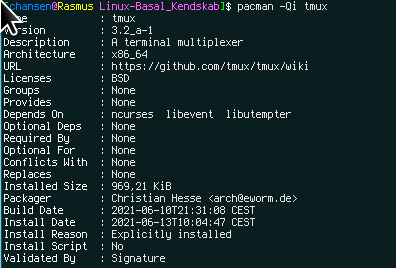 chansen@Rasmus Linux-Basal_Kendskab]$ pacman -Qi tmux
: tmux
ersion : 3.2_a-1
Description : A terminal multiplexer
Architecture : x86_64
URL : https://github.com/tmux/tmux/wiki
Licenses : BSD
Groups : None
Provides : None
Depends On : ncurses libevent libutempter
Optional Deps : None
Required By : None
Optional For : None
Conflicts With : None
Replaces : None
Installed Size : 969,21 KiB
Packager : Christian Hesse <arch@eworm.de>
Build Date : 2021-06-10T21:31:08 CEST
Install Date : 2021-06-13T10:04:47 CEST
Install Reason : Explicitly installed
Install Script : No
Validated By : Signature